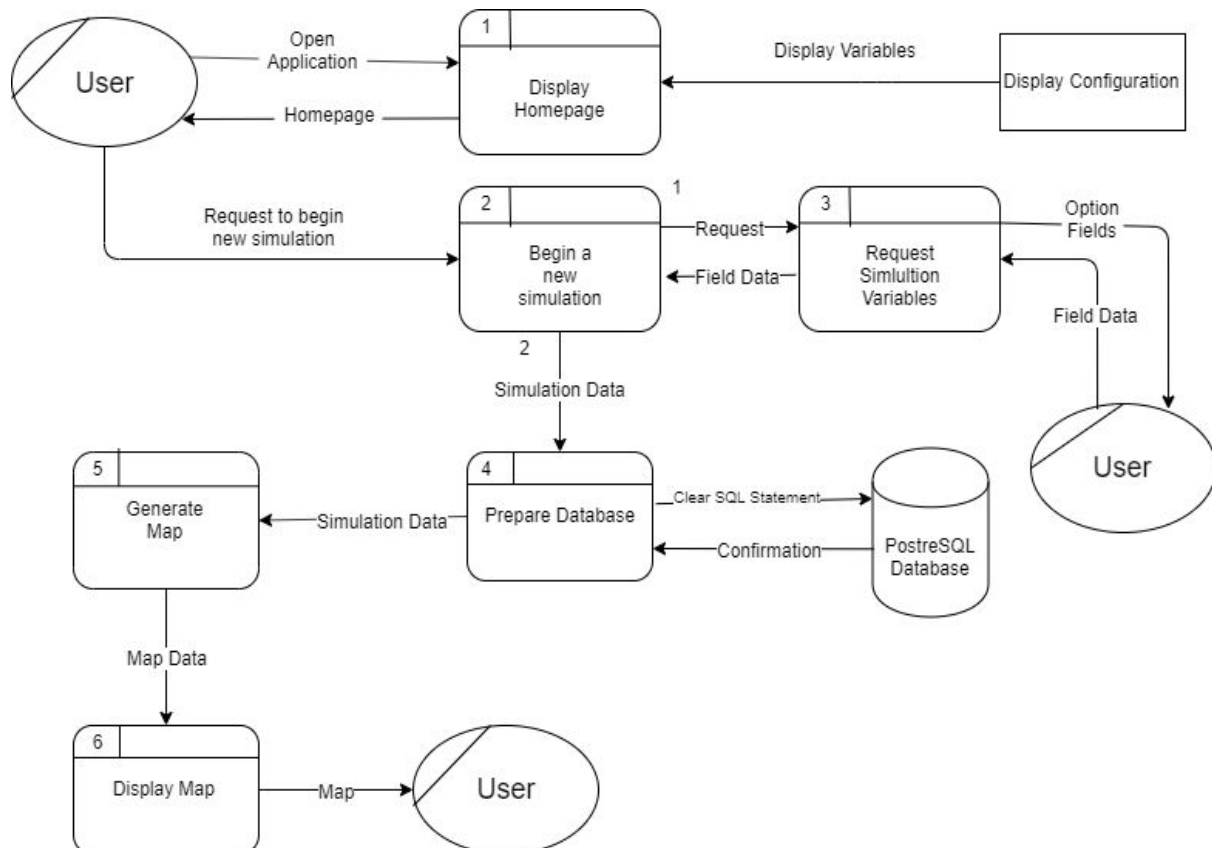 User
Open
Application
Homepage
1
Display
Homepage
Display Variables
Display Configuration
Request to begin
new simulation
2
Begin a
new
simulation
1
Request
Field Data
3
Request
Simlultion
Variables
Option
Fields
Field Data
User
2
Simulation Data
5
Generate
Map
Simulation Data
4
Prepare Database
Clear SQL Statement
Confirmation
PostreSQL
Database
Map Data
6
Display Map
Map
User